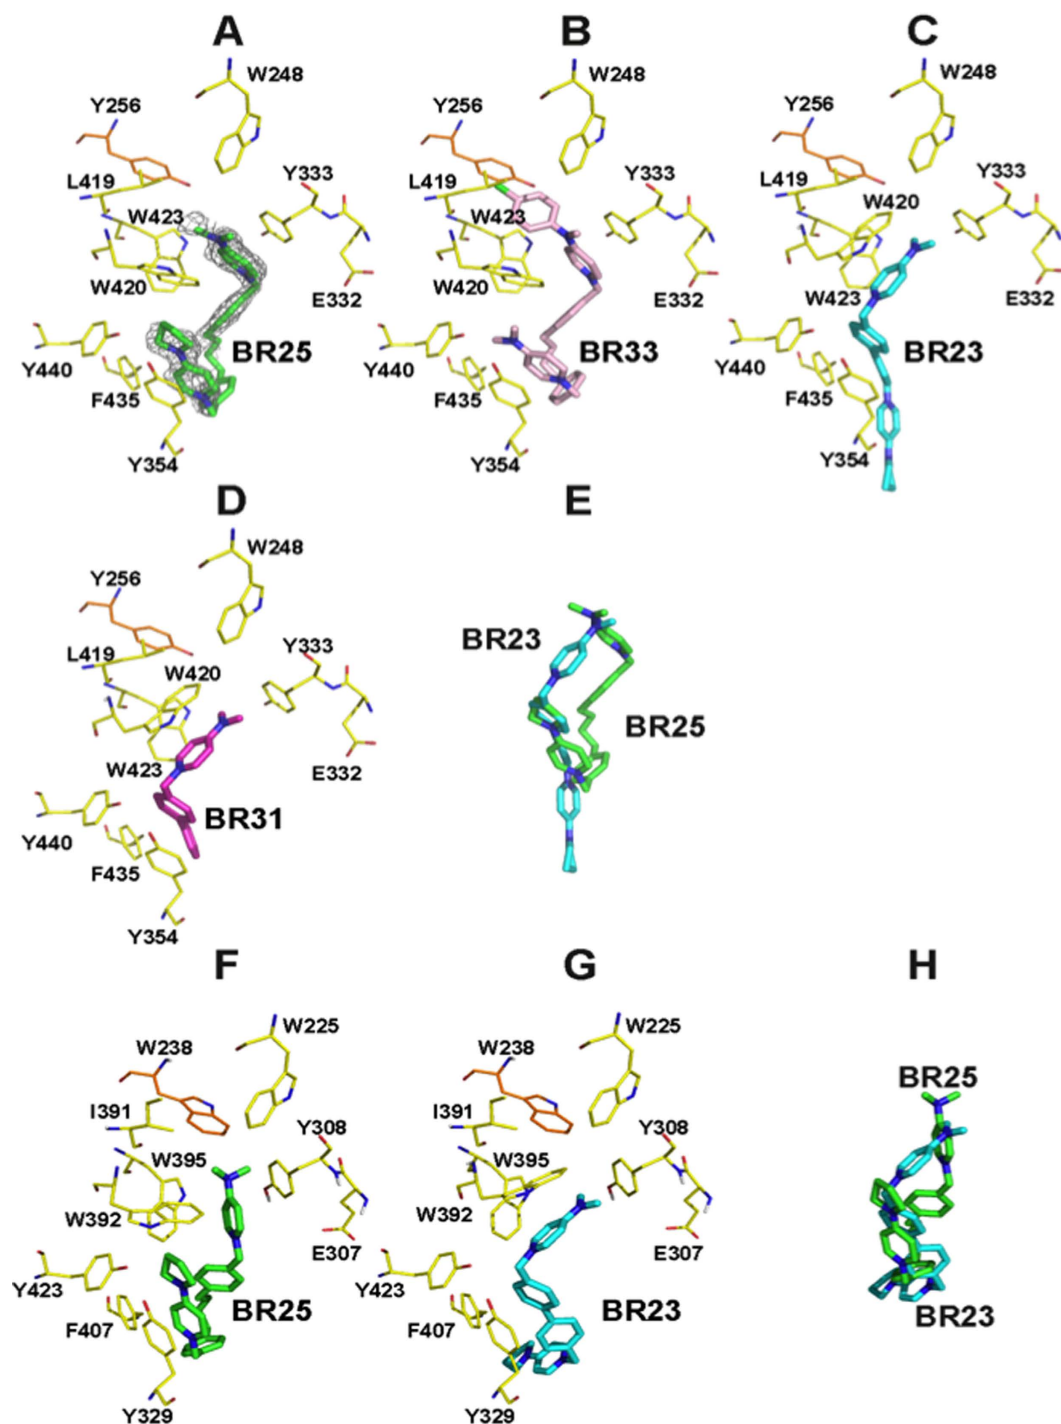 A
W248
Y256
L419
Y333
W423
W420
E332
BR25
Y440
F435
Y354
B
W248
Y256
L419
Y333
W423
W420
E332
BR33
Y440
F435
Y354
C
W248
Y256
L419
Y333
W420
E332
W423
BR23
Y440
F435
Y354
D
W248
Y256
L419
Y333
W420
W423
E332
BR31
Y440
F435
Y354
E
BR23
BR25
F
W225
W238
I391
Y308
W395
W392
E307
Y423
BR25
F407
Y329
G
W225
W238
I391
Y308
W395
W392
E307
Y423
BR23
F407
Y329
H
BR25
BR23